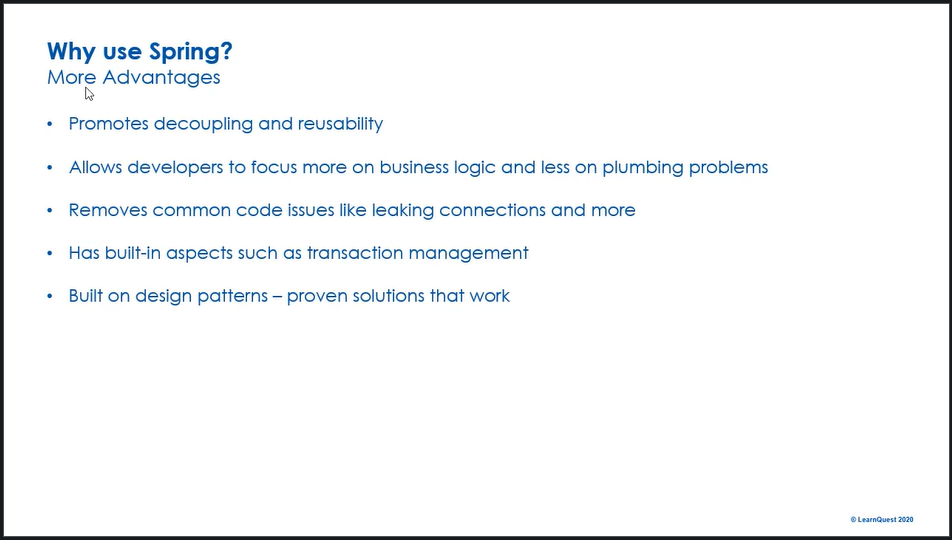 Why use Spring?
More Advantages
• Promotes decoupling and reusability
• Allows developers to focus more on business logic and less on plumbing problems
• Removes common code issues like leaking connections and more
• Has built-in aspects such as transaction management
• Built on design patterns – proven solutions that work
© LearnQuest 2020